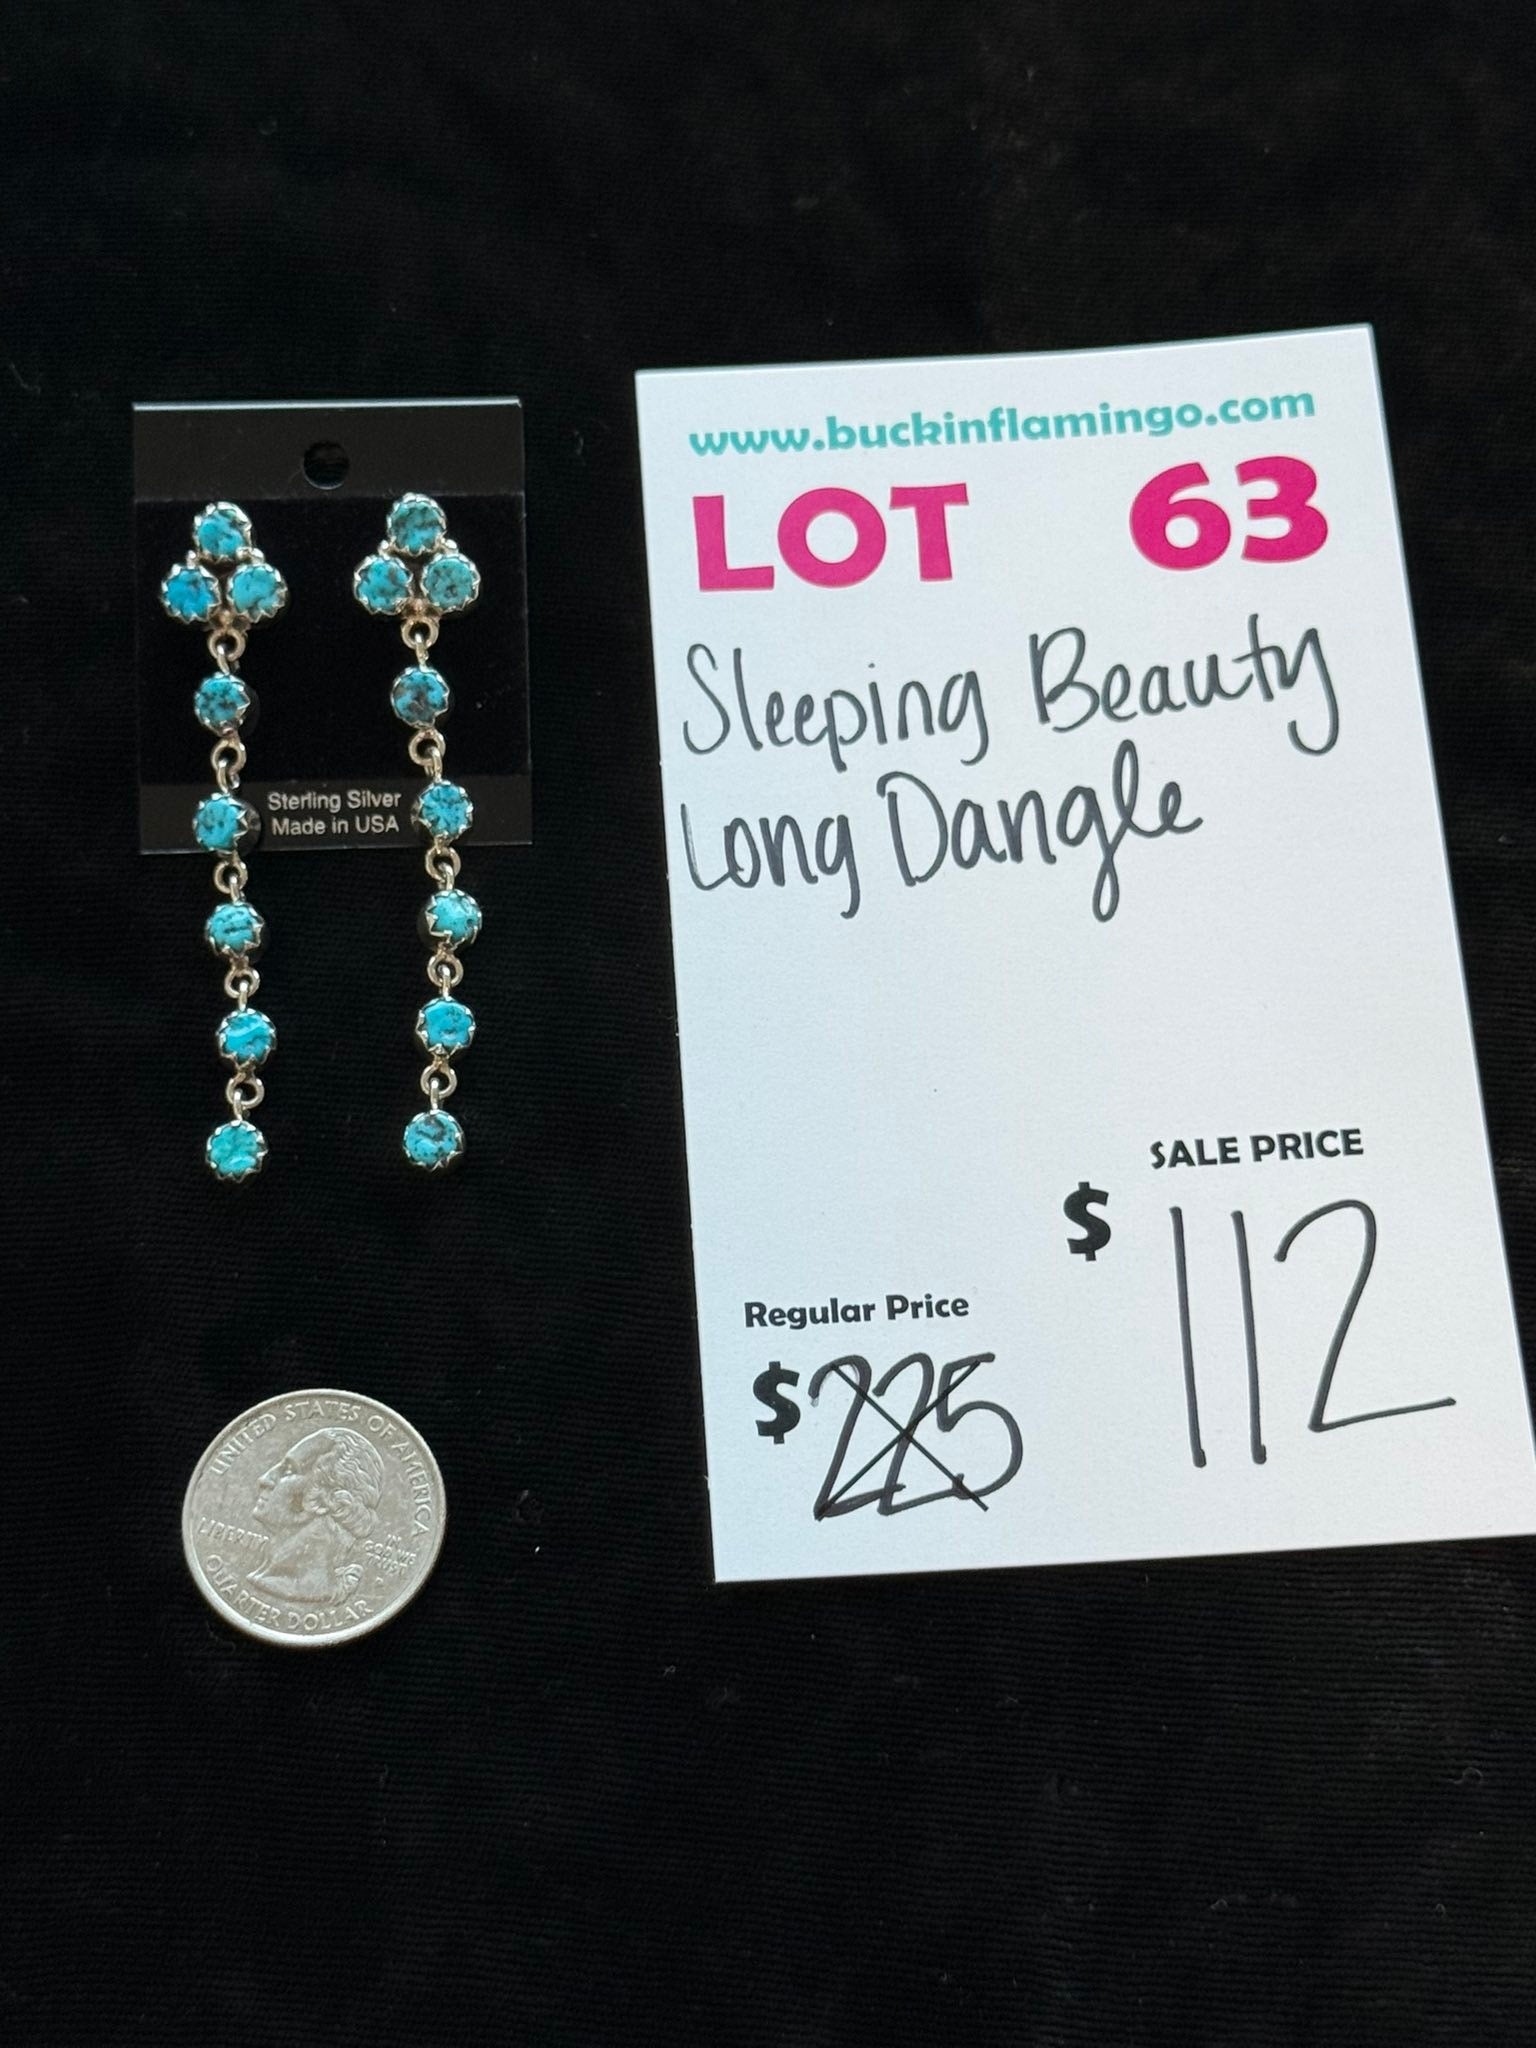 www.buckinflamingo.com
LOT 63
Sleeping Beauty
Long Dangle
Sterling Silver
Made in USA
SALE PRICE
$ 112
Regular Price
$225
UNITED STATES OF AMERICA
LIBERTY
IN
GOD WE
TRUST
P
QUARTER DOLLAR